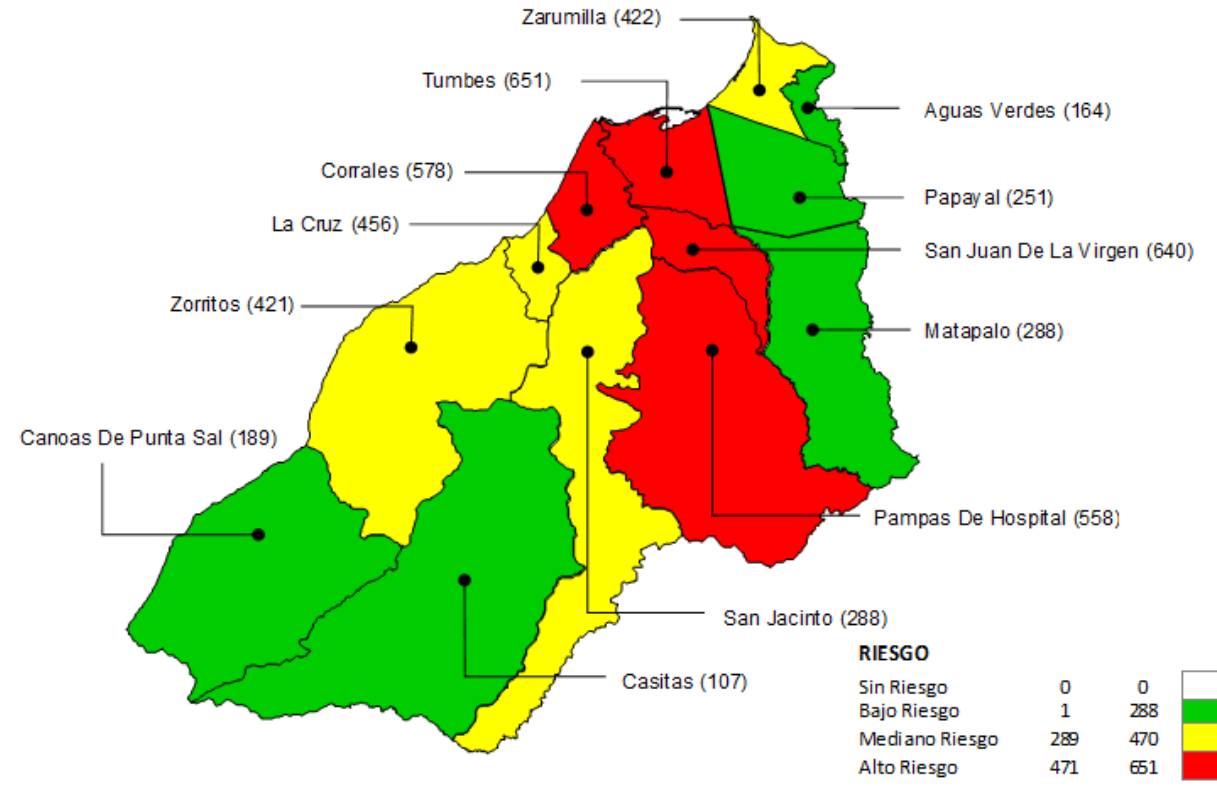 Zarumilla (422)
Tumbes (651)
Aguas Verdes (164)
Corrales (578)
Papayal (251)
La Cruz (456)
San Juan De La Virgen (640)
Zorritos (421)
Matapalo (288)
Canoas De Punta Sal (189)
Pampas De Hospital (558)
San Jacinto (288)
Casitas (107)
RIESGO
Sin Riesgo 0 0
Bajo Riesgo 1 288
Mediano Riesgo 289 470
Alto Riesgo 471 651